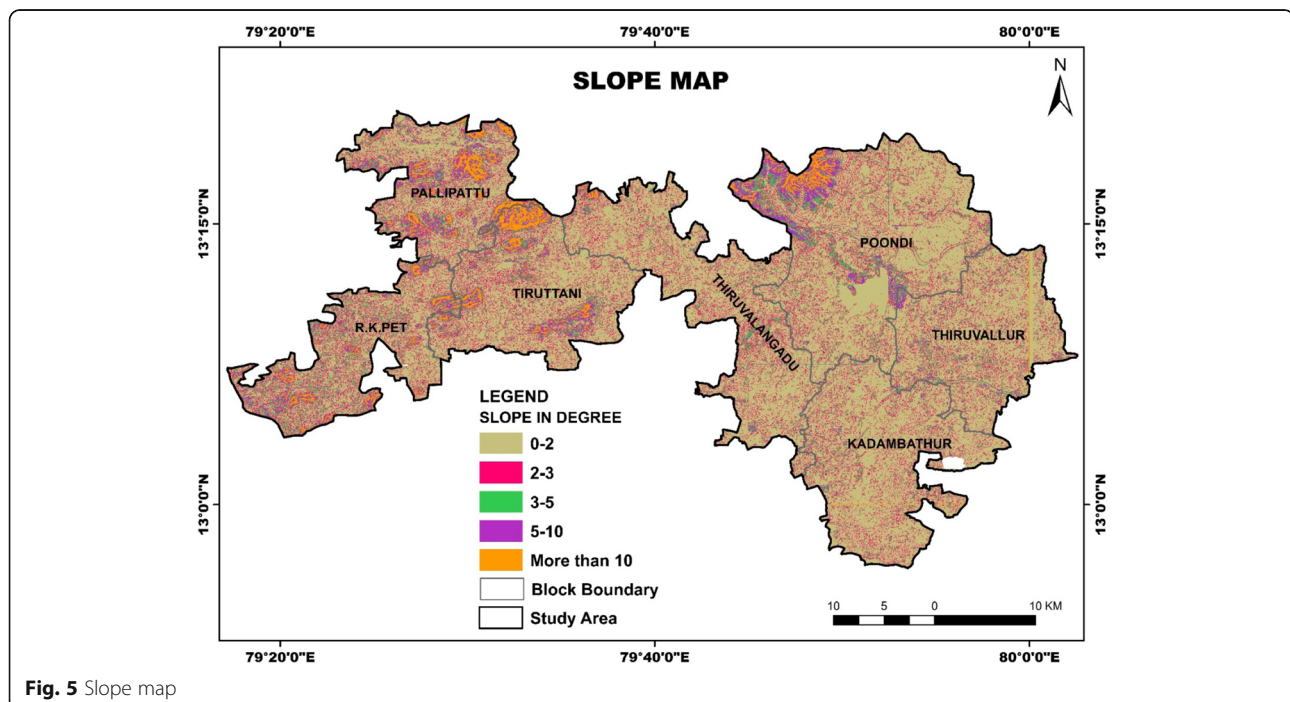 79°20'0"E 79°40'0"E 80°0'0"E
SLOPE MAP
N
PALLIPATTU
13°15'0"N 13°15'0"N
POONDI
TIRUTTANI
THIRUVALANGADU
R.K.PET
THIRUVALLUR
LEGEND
SLOPE IN DEGREE
0-2
KADAMBATHUR
2-3
13°0'0"N 13°0'0"N
3-5
5-10
More than 10
Block Boundary
10 5 0 10 KM
Study Area
79°20'0"E 79°40'0"E 80°0'0"E
Fig. 5 Slope map